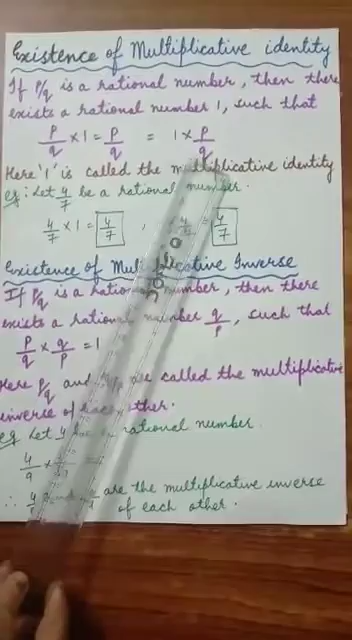 Existence of Multiplicative identity
If p/q is a rational number, then there
exists a rational number 1, such that
p/q × 1 = p/q = 1 × p/q
Here '1' is called the multiplicative identity
eg: Let 4/7 be a rational number.
4/7 × 1 = 4/7 , = 4/7
Existence of Multiplicative Inverse
If p/q is a rational number, then there
exists a rational number q/p, such that
p/q × q/p = 1
Here p/q and are called the multiplicative
inverse of each other.
eg Let 4 be rational number.
4/9 ×
∴ are the multiplicative inverse
of each other.